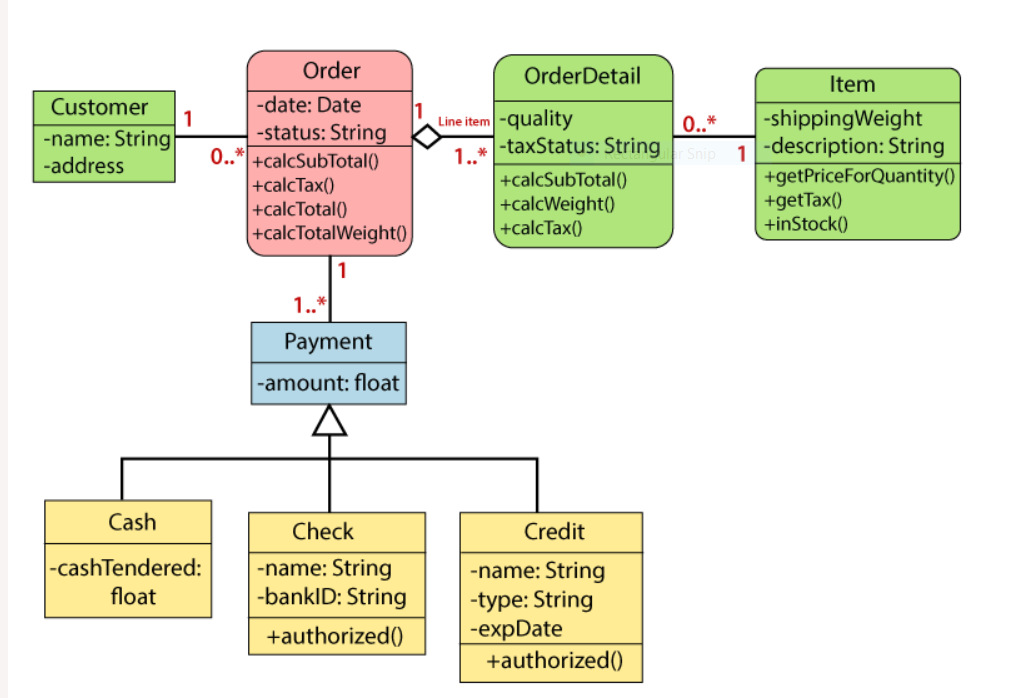 Customer
-name: String
-address
1
0..*
Order
-date: Date
-status: String
+calcSubTotal()
+calcTax()
+calcTotal()
+calcTotalWeight()
1
Line item
1..*
OrderDetail
-quality
-taxStatus: String
+calcSubTotal()
+calcWeight()
+calcTax()
0..*
1
Rectangular Snip
Item
-shippingWeight
-description: String
+getPriceForQuantity()
+getTax()
+inStock()
1
1..*
Payment
-amount: float
Cash
-cashTendered:
float
Check
-name: String
-bankID: String
+authorized()
Credit
-name: String
-type: String
-expDate
+authorized()